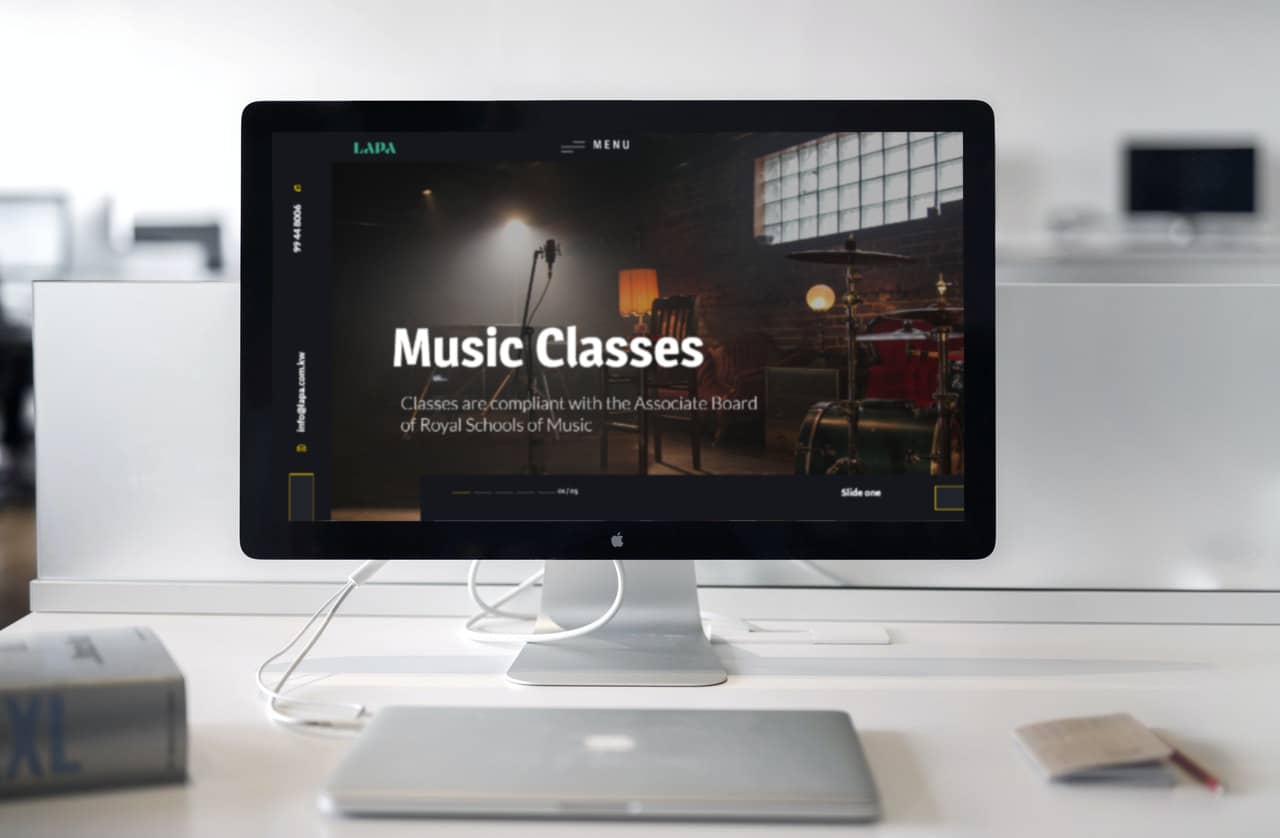 LAPA
MENU
99 44 8006
info@lapa.com.kw
Music Classes
Classes are compliant with the Associate Board
of Royal Schools of Music
01 / 05
Slide one
XL